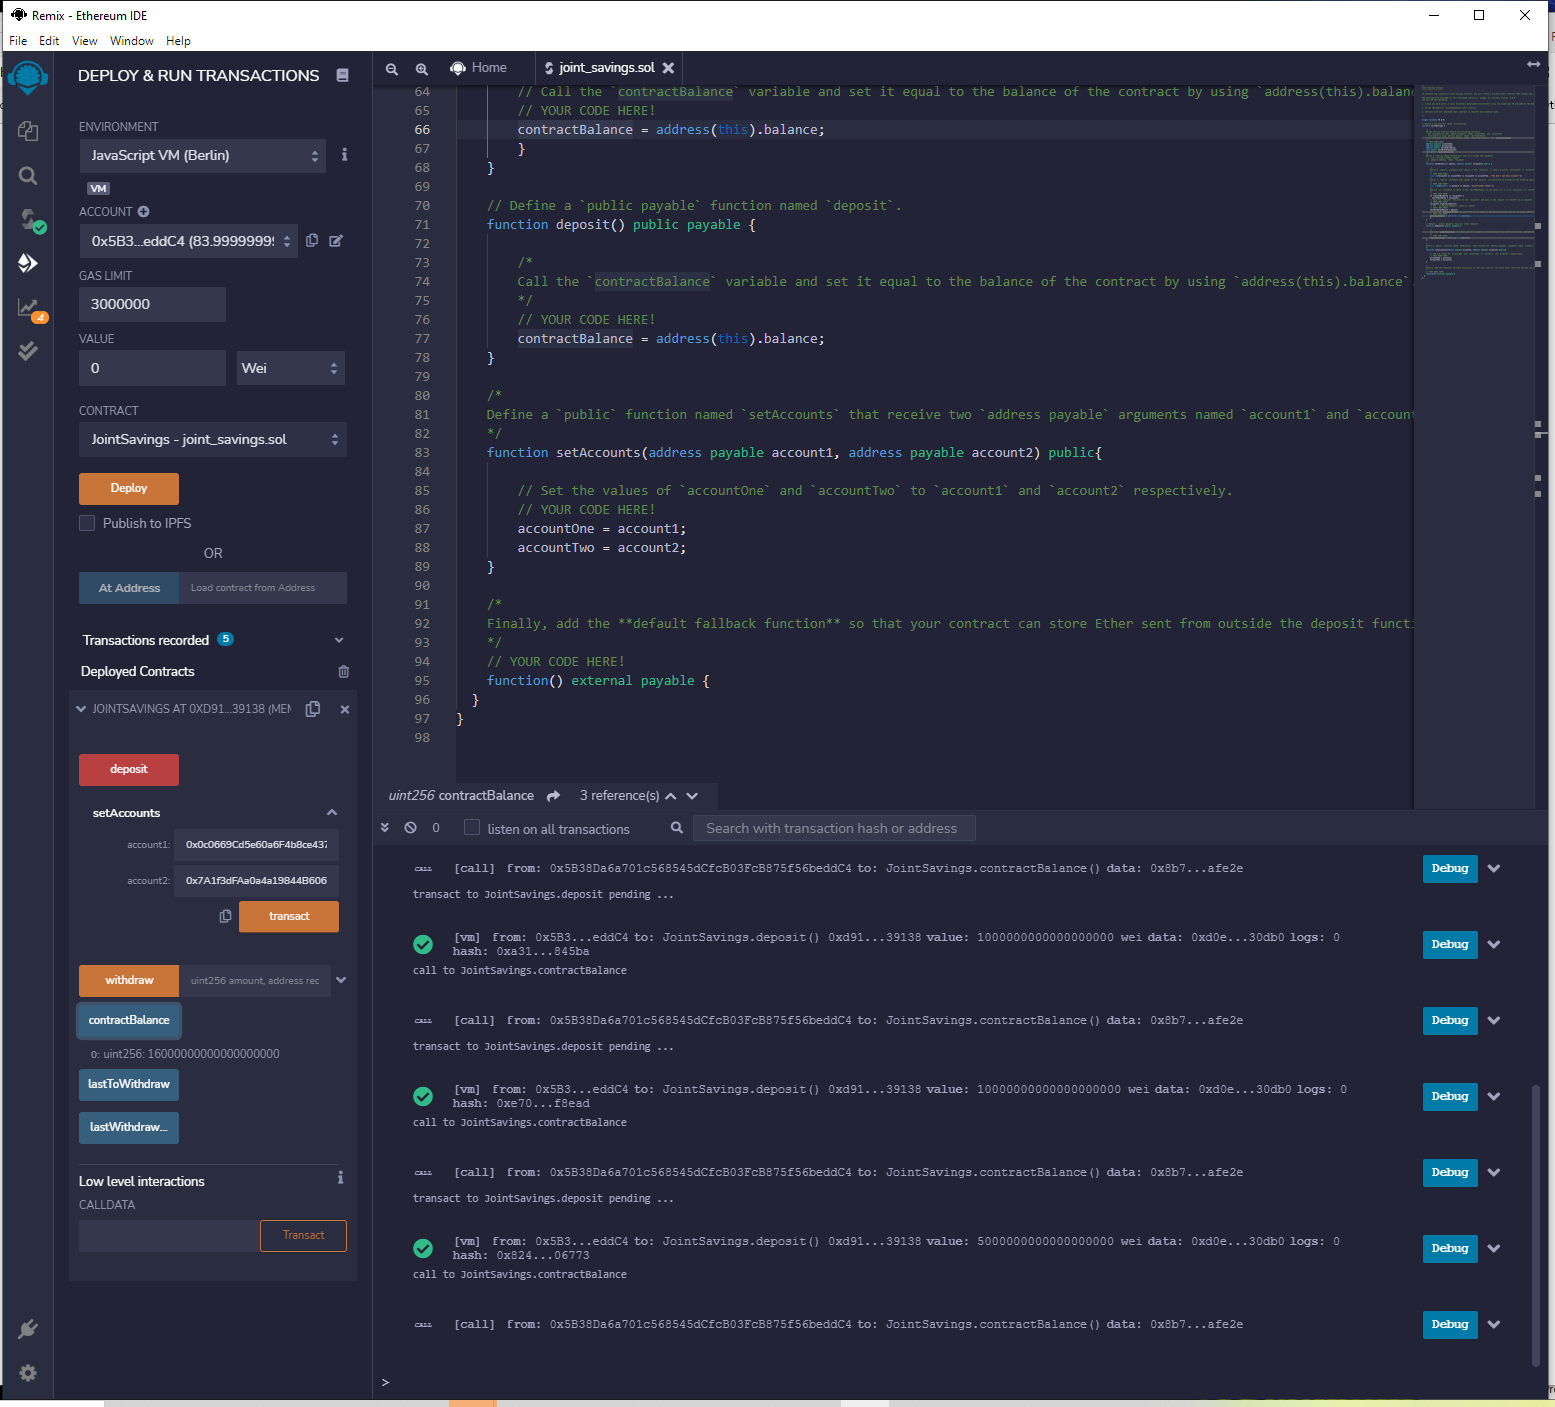 Remix - Ethereum IDE
File Edit View Window Help
DEPLOY & RUN TRANSACTIONS
ENVIRONMENT
JavaScript VM (Berlin)
VM
ACCOUNT
0x5B3...eddC4 (83.9999999
GAS LIMIT
3000000
VALUE
0
Wei
CONTRACT
JointSavings - joint_savings.sol
Deploy
Publish to IPFS
OR
At Address
Load contract from Address
Transactions recorded 5
Deployed Contracts
JOINTSAVINGS AT 0XD91...39138 (MEM
deposit
setAccounts
account1: 0x0c0669Cd5e60a6F4b8ce437
account2: 0x7A1f3dFAa0a4a19844B606
transact
withdraw
uint256 amount, address rec
contractBalance
0: uint256: 16000000000000000000
lastToWithdraw
lastWithdraw...
Low level interactions
CALLDATA
Transact
4
Home
joint_savings.sol
64 // Call the `contractBalance` variable and set it equal to the balance of the contract by using `address(this).balanc
65 // YOUR CODE HERE!
66 contractBalance = address(this).balance;
67 }
68 }
69
70 // Define a `public payable` function named `deposit`.
71 function deposit() public payable {
72
73 /*
74 Call the `contractBalance` variable and set it equal to the balance of the contract by using `address(this).balance`
75 */
76 // YOUR CODE HERE!
77 contractBalance = address(this).balance;
78 }
79
80 /*
81 Define a `public` function named `setAccounts` that receive two `address payable` arguments named `account1` and `account
82 */
83 function setAccounts(address payable account1, address payable account2) public{
84
85 // Set the values of `accountOne` and `accountTwo` to `account1` and `account2` respectively.
86 // YOUR CODE HERE!
87 accountOne = account1;
88 accountTwo = account2;
89 }
90
91 /*
92 Finally, add the **default fallback function** so that your contract can store Ether sent from outside the deposit functi
93 */
94 // YOUR CODE HERE!
95 function() external payable {
96 }
97 }
98
uint256 contractBalance 3 reference(s)
0 listen on all transactions
Search with transaction hash or address
CALL [call] from: 0x5B38Da6a701c568545dCfcB03FcB875f56beddC4 to: JointSavings.contractBalance() data: 0x8b7...afe2e Debug
transact to JointSavings.deposit pending ...
[vm] from: 0x5B3...eddC4 to: JointSavings.deposit() 0xd91...39138 value: 1000000000000000000 wei data: 0xd0e...30db0 logs: 0 Debug
hash: 0xa31...845ba
call to JointSavings.contractBalance
CALL [call] from: 0x5B38Da6a701c568545dCfcB03FcB875f56beddC4 to: JointSavings.contractBalance() data: 0x8b7...afe2e Debug
transact to JointSavings.deposit pending ...
[vm] from: 0x5B3...eddC4 to: JointSavings.deposit() 0xd91...39138 value: 10000000000000000000 wei data: 0xd0e...30db0 logs: 0 Debug
hash: 0xe70...f8ead
call to JointSavings.contractBalance
CALL [call] from: 0x5B38Da6a701c568545dCfcB03FcB875f56beddC4 to: JointSavings.contractBalance() data: 0x8b7...afe2e Debug
transact to JointSavings.deposit pending ...
[vm] from: 0x5B3...eddC4 to: JointSavings.deposit() 0xd91...39138 value: 5000000000000000000 wei data: 0xd0e...30db0 logs: 0 Debug
hash: 0x824...06773
call to JointSavings.contractBalance
CALL [call] from: 0x5B38Da6a701c568545dCfcB03FcB875f56beddC4 to: JointSavings.contractBalance() data: 0x8b7...afe2e Debug
>